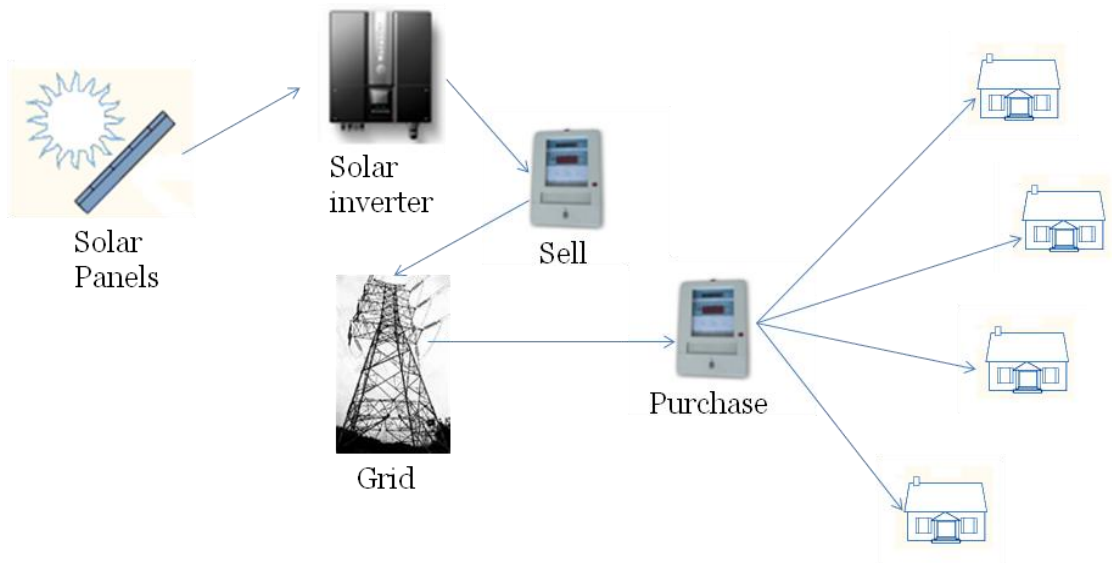 Solar
inverter
Solar
Panels
Sell
Purchase
Grid